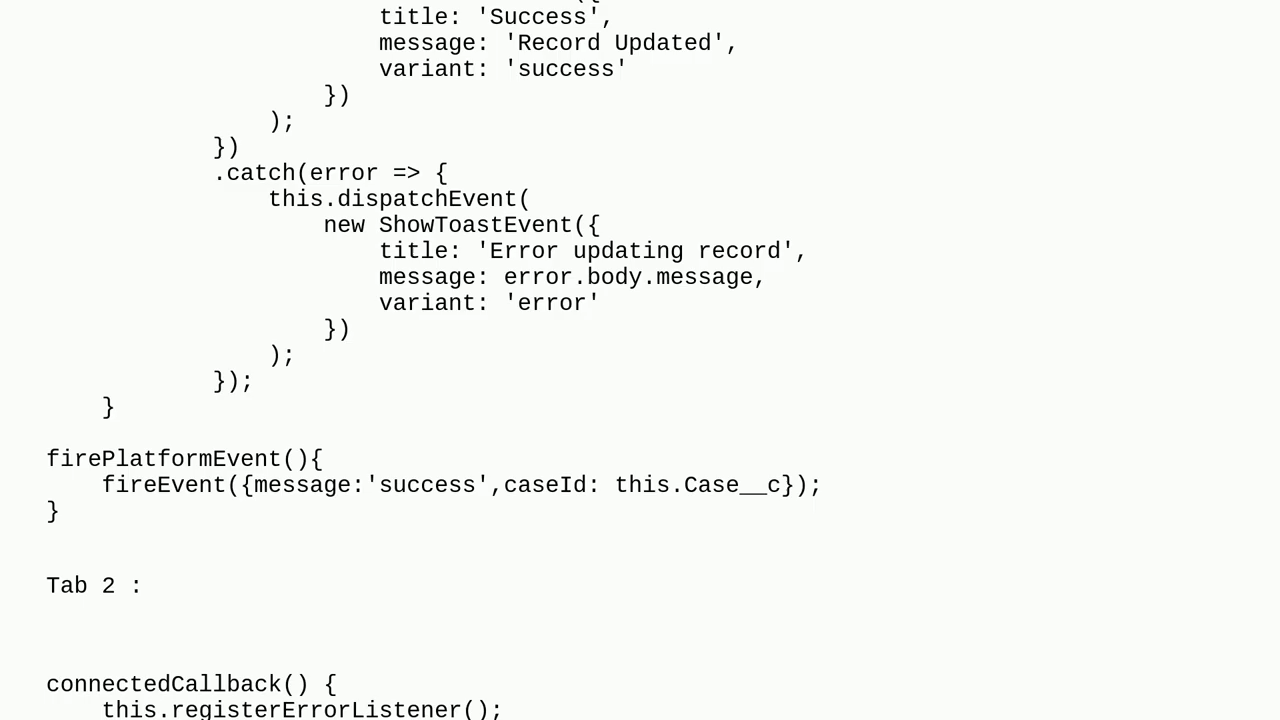 title: 'Success',
message: 'Record Updated',
variant: 'success'
})
);
})
.catch(error => {
this.dispatchEvent(
new ShowToastEvent({
title: 'Error updating record',
message: error.body.message,
variant: 'error'
})
);
});
}
firePlatformEvent(){
fireEvent({message:'success',caseId: this.Case__c});
}
Tab 2 :
connectedCallback() {
this.registerErrorListener();